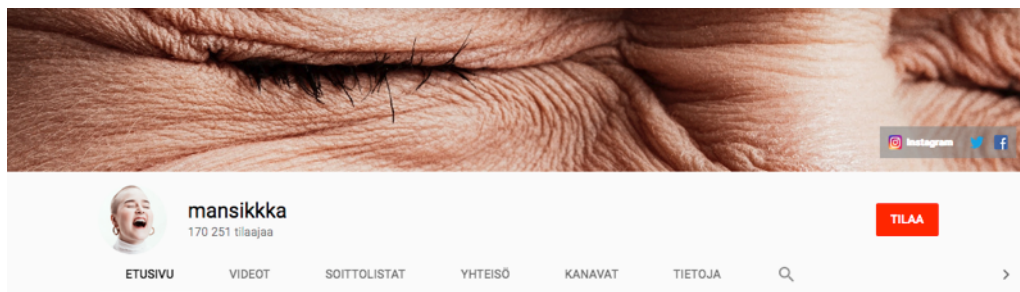 Instagram
mansikkka
170 251 tilaajaa
TILAA
ETUSIVU VIDEOT SOITTOLISTAT YHTEISÖ KANAVAT TIETOJA